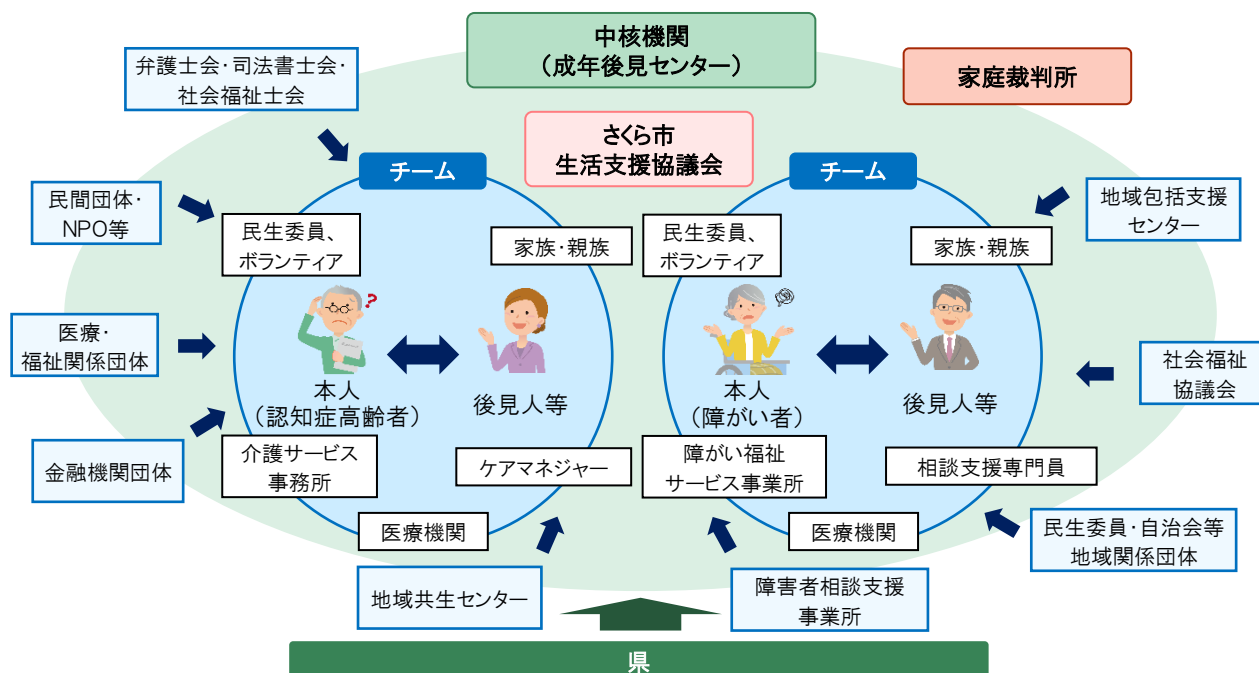 中核機関
（成年後見センター）
家庭裁判所
弁護士会・司法書士会・
社会福祉士会
さくら市
生活支援協議会
チーム
チーム
民間団体・
NPO等
地域包括支援
センター
民生委員、
ボランティア
家族・親族
民生委員、
ボランティア
家族・親族
?
医療・
福祉関係団体
社会福祉
協議会
本人
（認知症高齢者）
後見人等
本人
（障がい者）
後見人等
金融機関団体
介護サービス
事務所
ケアマネジャー
障がい福祉
サービス事業所
相談支援専門員
医療機関
医療機関
民生委員・自治会等
地域関係団体
地域共生センター
障害者相談支援
事業所
県